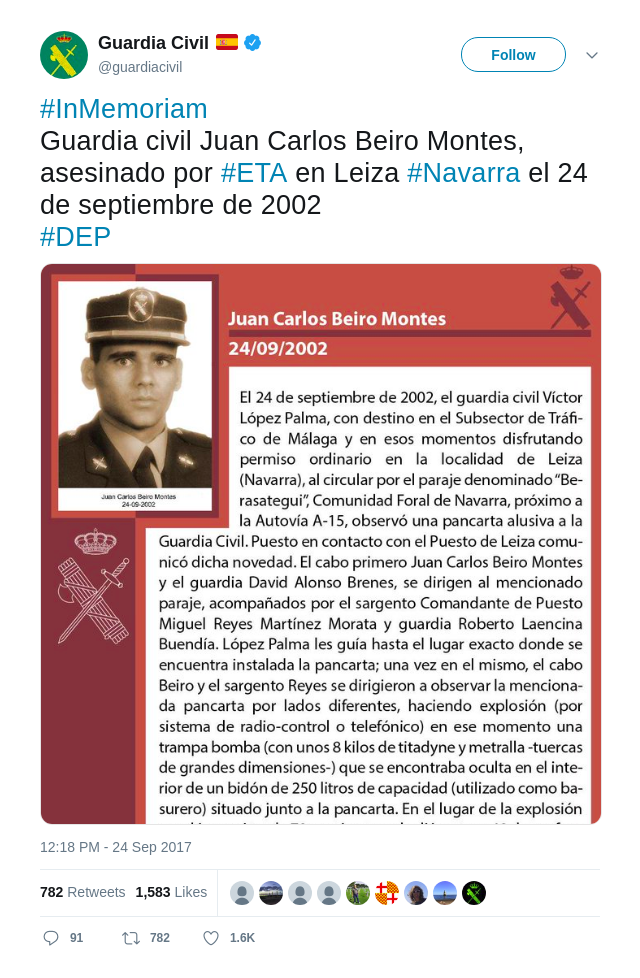 Guardia Civil
@guardiacivil
Follow
#InMemoriam
Guardia civil Juan Carlos Beiro Montes,
asesinado por #ETA en Leiza #Navarra el 24
de septiembre de 2002
#DEP
Juan Carlos Beiro Montes
24/09/2002
Juan Carlos Beiro Montes
24-09-2002
El 24 de septiembre de 2002, el guardia civil Víctor
López Palma, con destino en el Subsector de Tráfi-
co de Málaga y en esos momentos disfrutando
permiso ordinario en la localidad de Leiza
(Navarra), al circular por el paraje denominado “Be-
rasategui”, Comunidad Foral de Navarra, próximo a
la Autovía A-15, observó una pancarta alusiva a la
Guardia Civil. Puesto en contacto con el Puesto de Leiza comu-
nicó dicha novedad. El cabo primero Juan Carlos Beiro Montes
y el guardia David Alonso Brenes, se dirigen al mencionado
paraje, acompañados por el sargento Comandante de Puesto
Miguel Reyes Martínez Morata y guardia Roberto Laencina
Buendía. López Palma les guía hasta el lugar exacto donde se
encuentra instalada la pancarta; una vez en el mismo, el cabo
Beiro y el sargento Reyes se dirigieron a observar la menciona-
da pancarta por lados diferentes, haciendo explosión (por
sistema de radio-control o telefónico) en ese momento una
trampa bomba (con unos 8 kilos de titadyne y metralla -tuercas
de grandes dimensiones-) que se encontraba oculta en el inte-
rior de un bidón de 250 litros de capacidad (utilizado como ba-
surero) situado junto a la pancarta. En el lugar de la explosión
12:18 PM - 24 Sep 2017
782 Retweets 1,583 Likes
91 782 1.6K